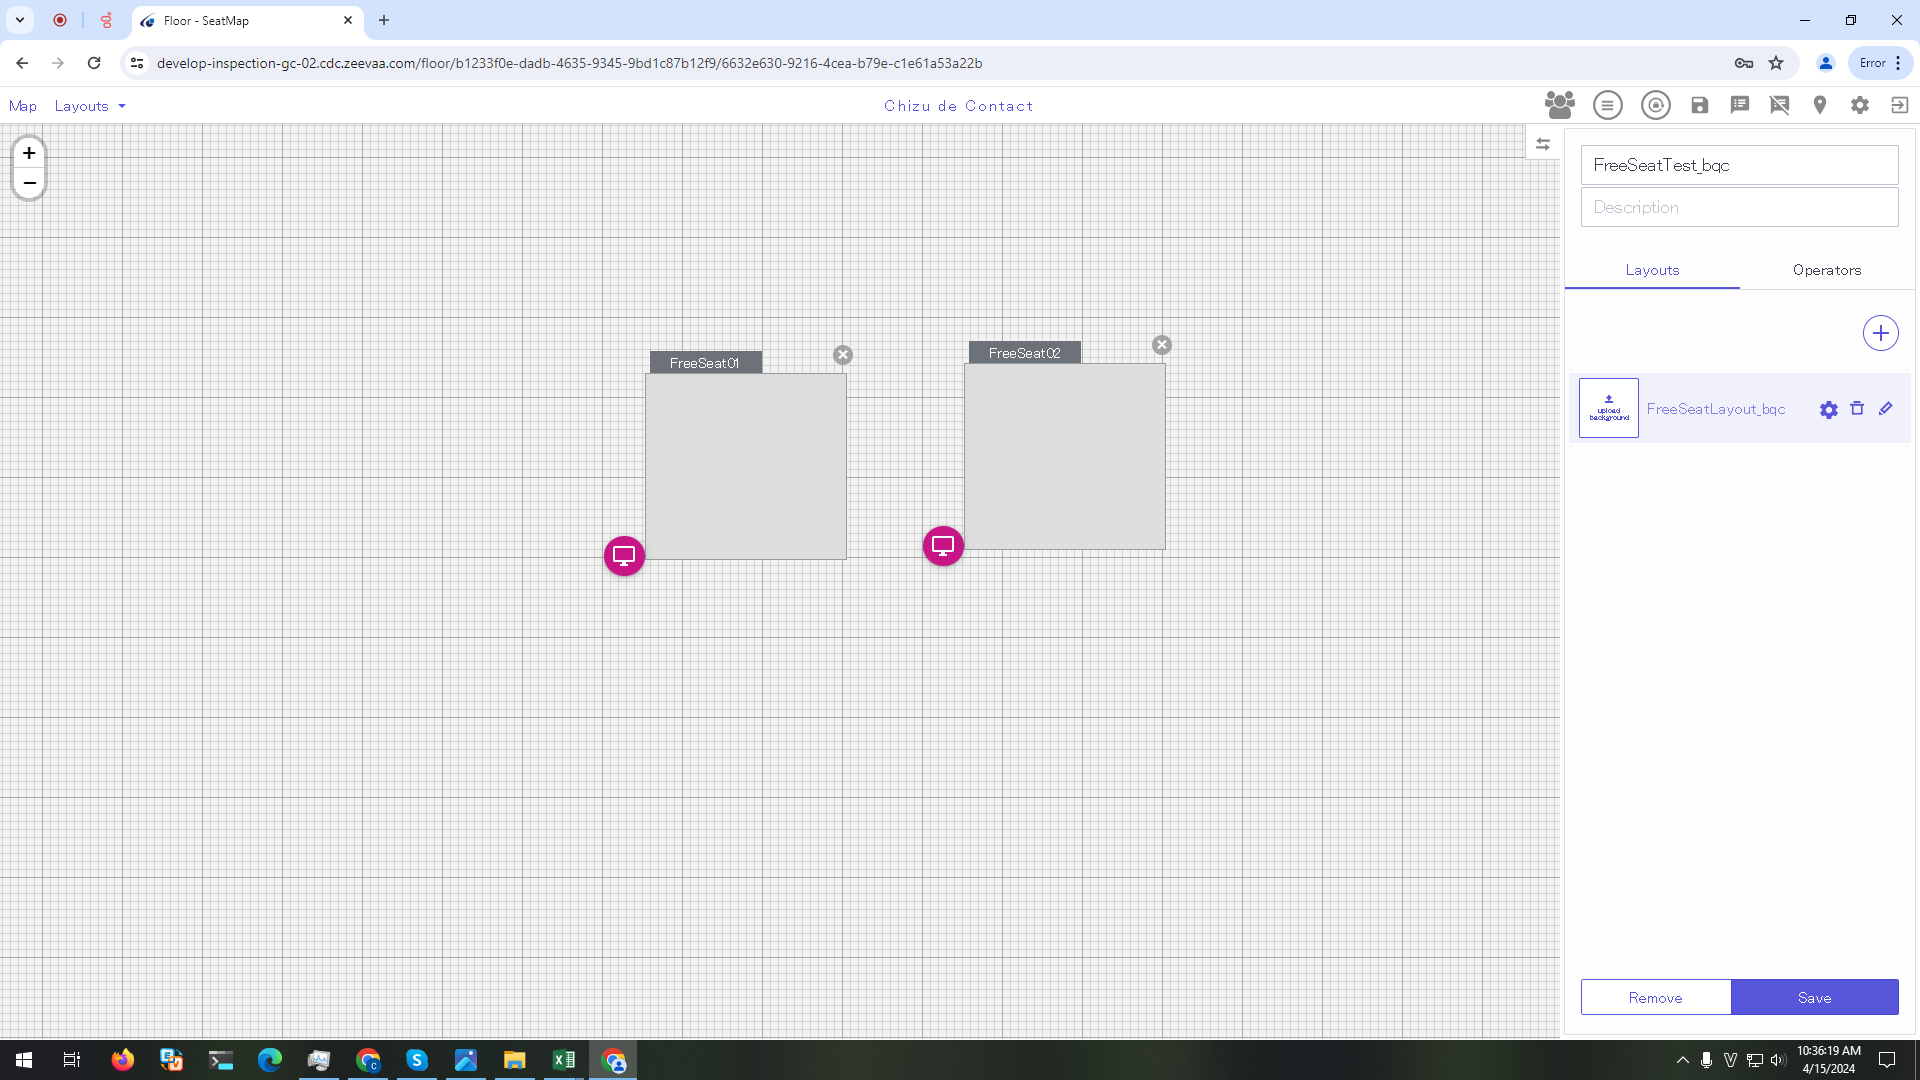 Floor - SeatMap
develop-inspection-gc-02.cdc.zeevaa.com/floor/b1233f0e-dadb-4635-9345-9bd1c87b12f9/6632e630-9216-4cea-b79e-c1e61a53a22b
Error
Map Layouts
Chizu de Contact
+
−
FreeSeat01
FreeSeat02
FreeSeatTest_bqc
Description
Layouts
Operators
upload
background
FreeSeatLayout_bqc
Remove
Save
10:36:19 AM
4/15/2024